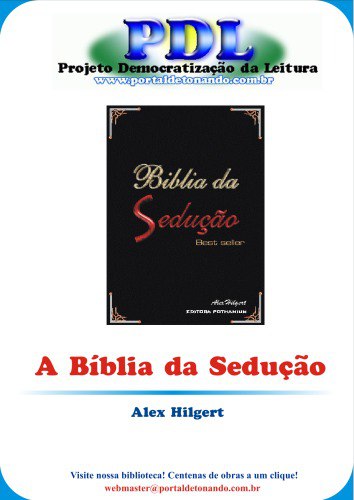 PDL
Projeto Democratização da Leitura
www.portaldetonando.com.br
Bíblia da
Sedução
Best seller
Alex Hilgert
EDITORA POTHANIUM
A Bíblia da Sedução
Alex Hilgert
Visite nossa biblioteca! Centenas de obras a um clique!
webmaster@portaldetonando.com.br